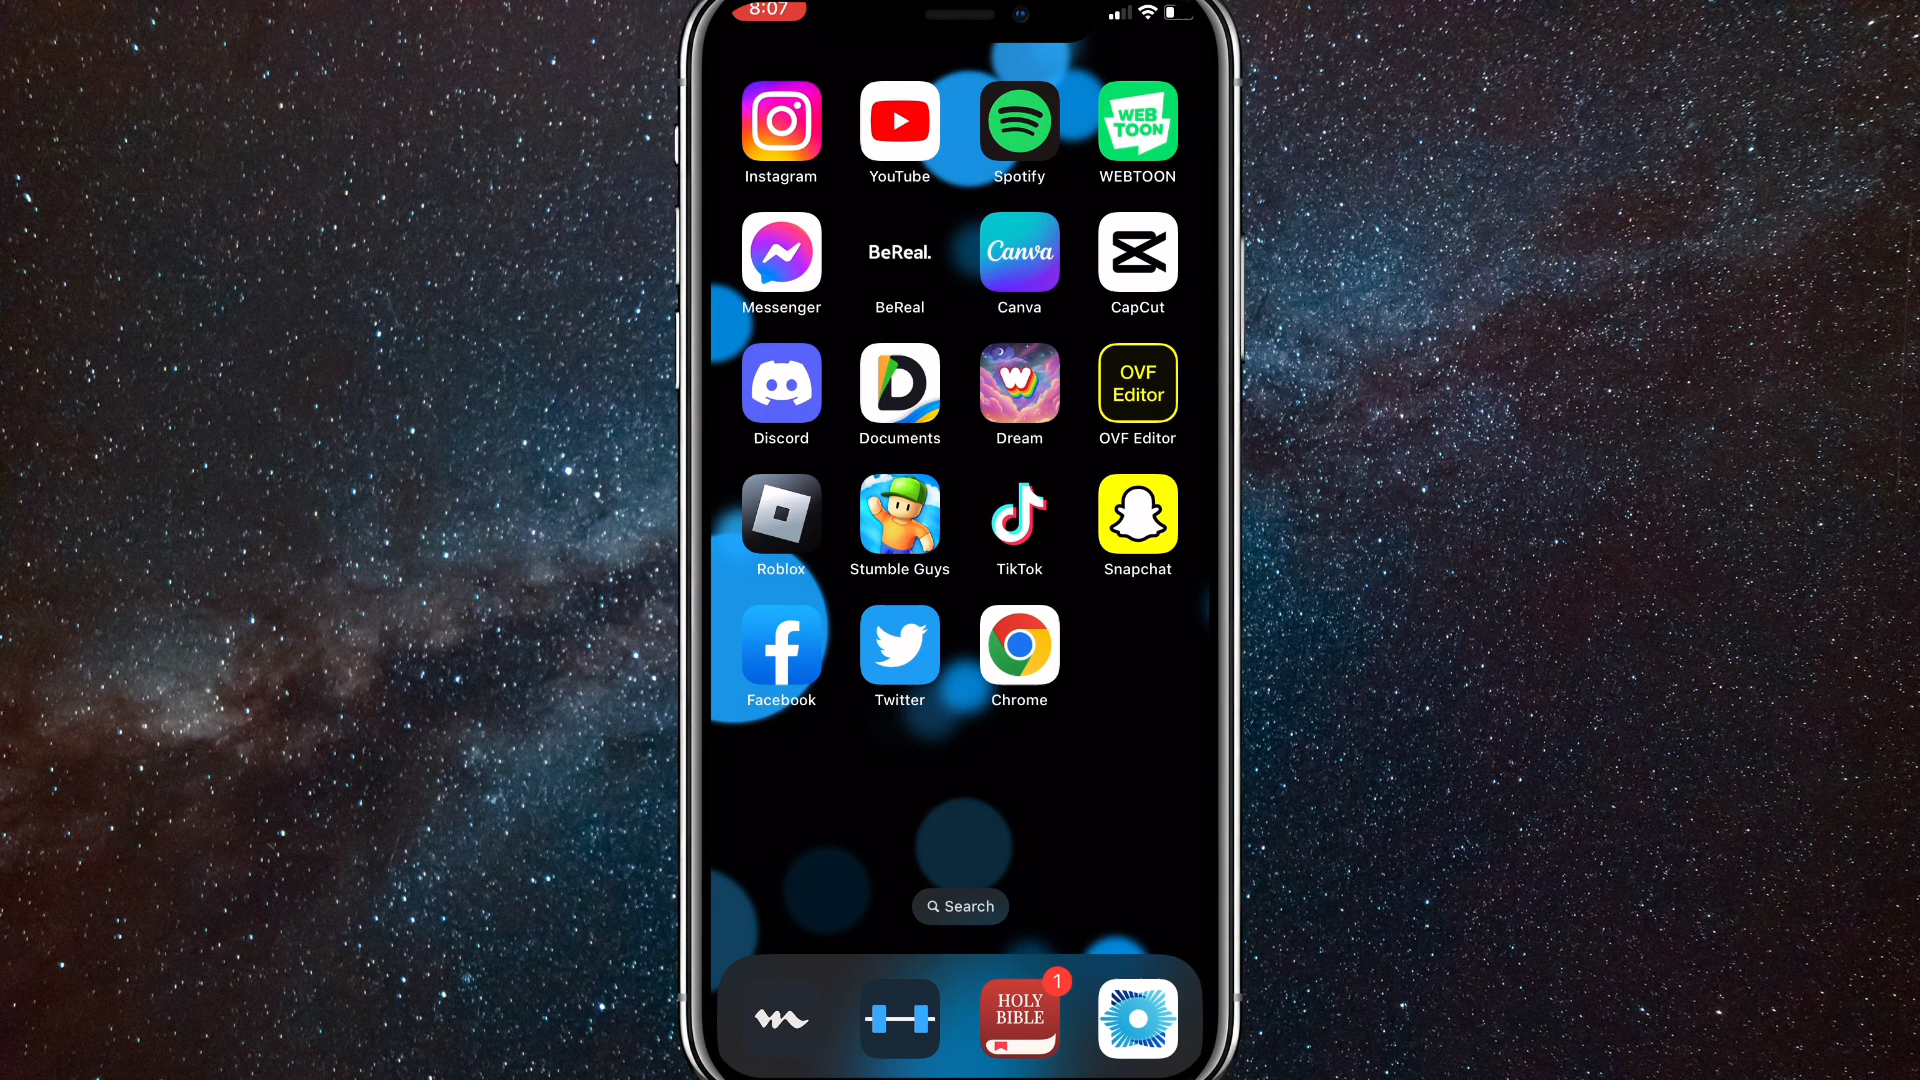 8:07
WEB
TOON
Instagram YouTube Spotify WEBTOON
BeReal. Canva
Messenger BeReal Canva CapCut
OVF
Editor
Discord Documents Dream OVF Editor
Roblox Stumble Guys TikTok Snapchat
Facebook Twitter Chrome
Search
1
HOLY
BIBLE